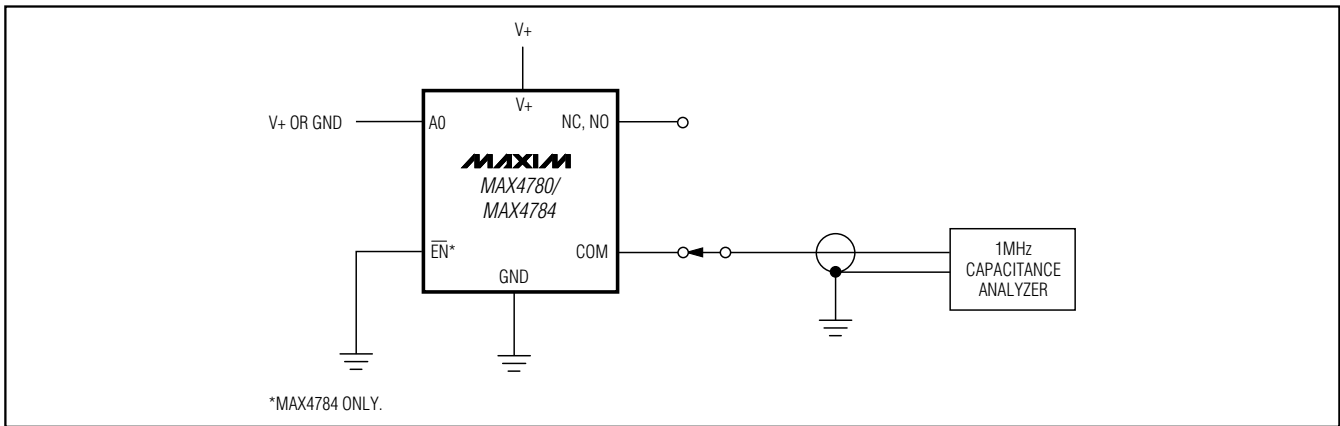 V+
V+
V+ OR GND
A0
NC, NO
MAXIM
MAX4780/
MAX4784
EN*
COM
GND
1MHz
CAPACITANCE
ANALYZER
*MAX4784 ONLY.